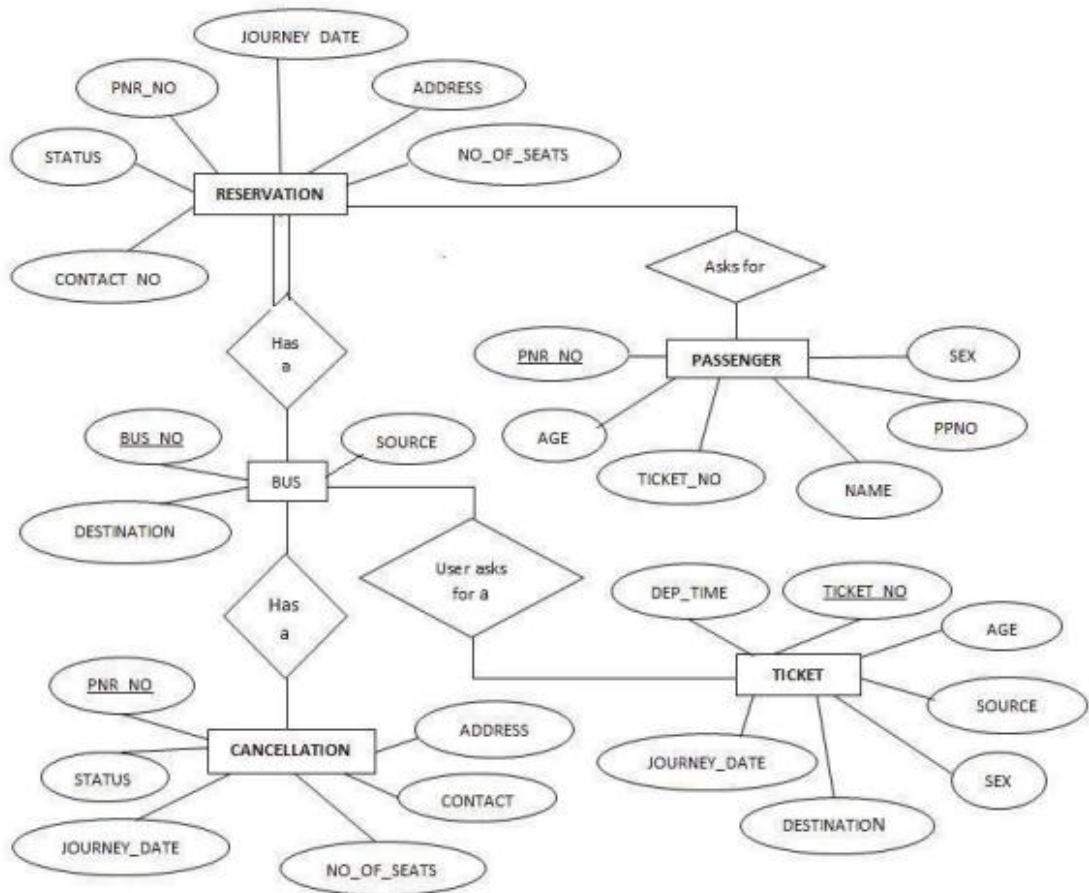 JOURNEY DATE
PNR_NO
ADDRESS
STATUS
NO_OF_SEATS
RESERVATION
CONTACT NO
Asks for
Has
a
PNR_NO
PASSENGER
SEX
BUS_NO
SOURCE
AGE
PPNO
TICKET_NO
NAME
BUS
DESTINATION
User asks
for a
DEP_TIME
TICKET_NO
Has
a
AGE
PNR_NO
TICKET
SOURCE
ADDRESS
CANCELLATION
JOURNEY_DATE
STATUS
SEX
CONTACT
DESTINATION
JOURNEY_DATE
NO_OF_SEATS